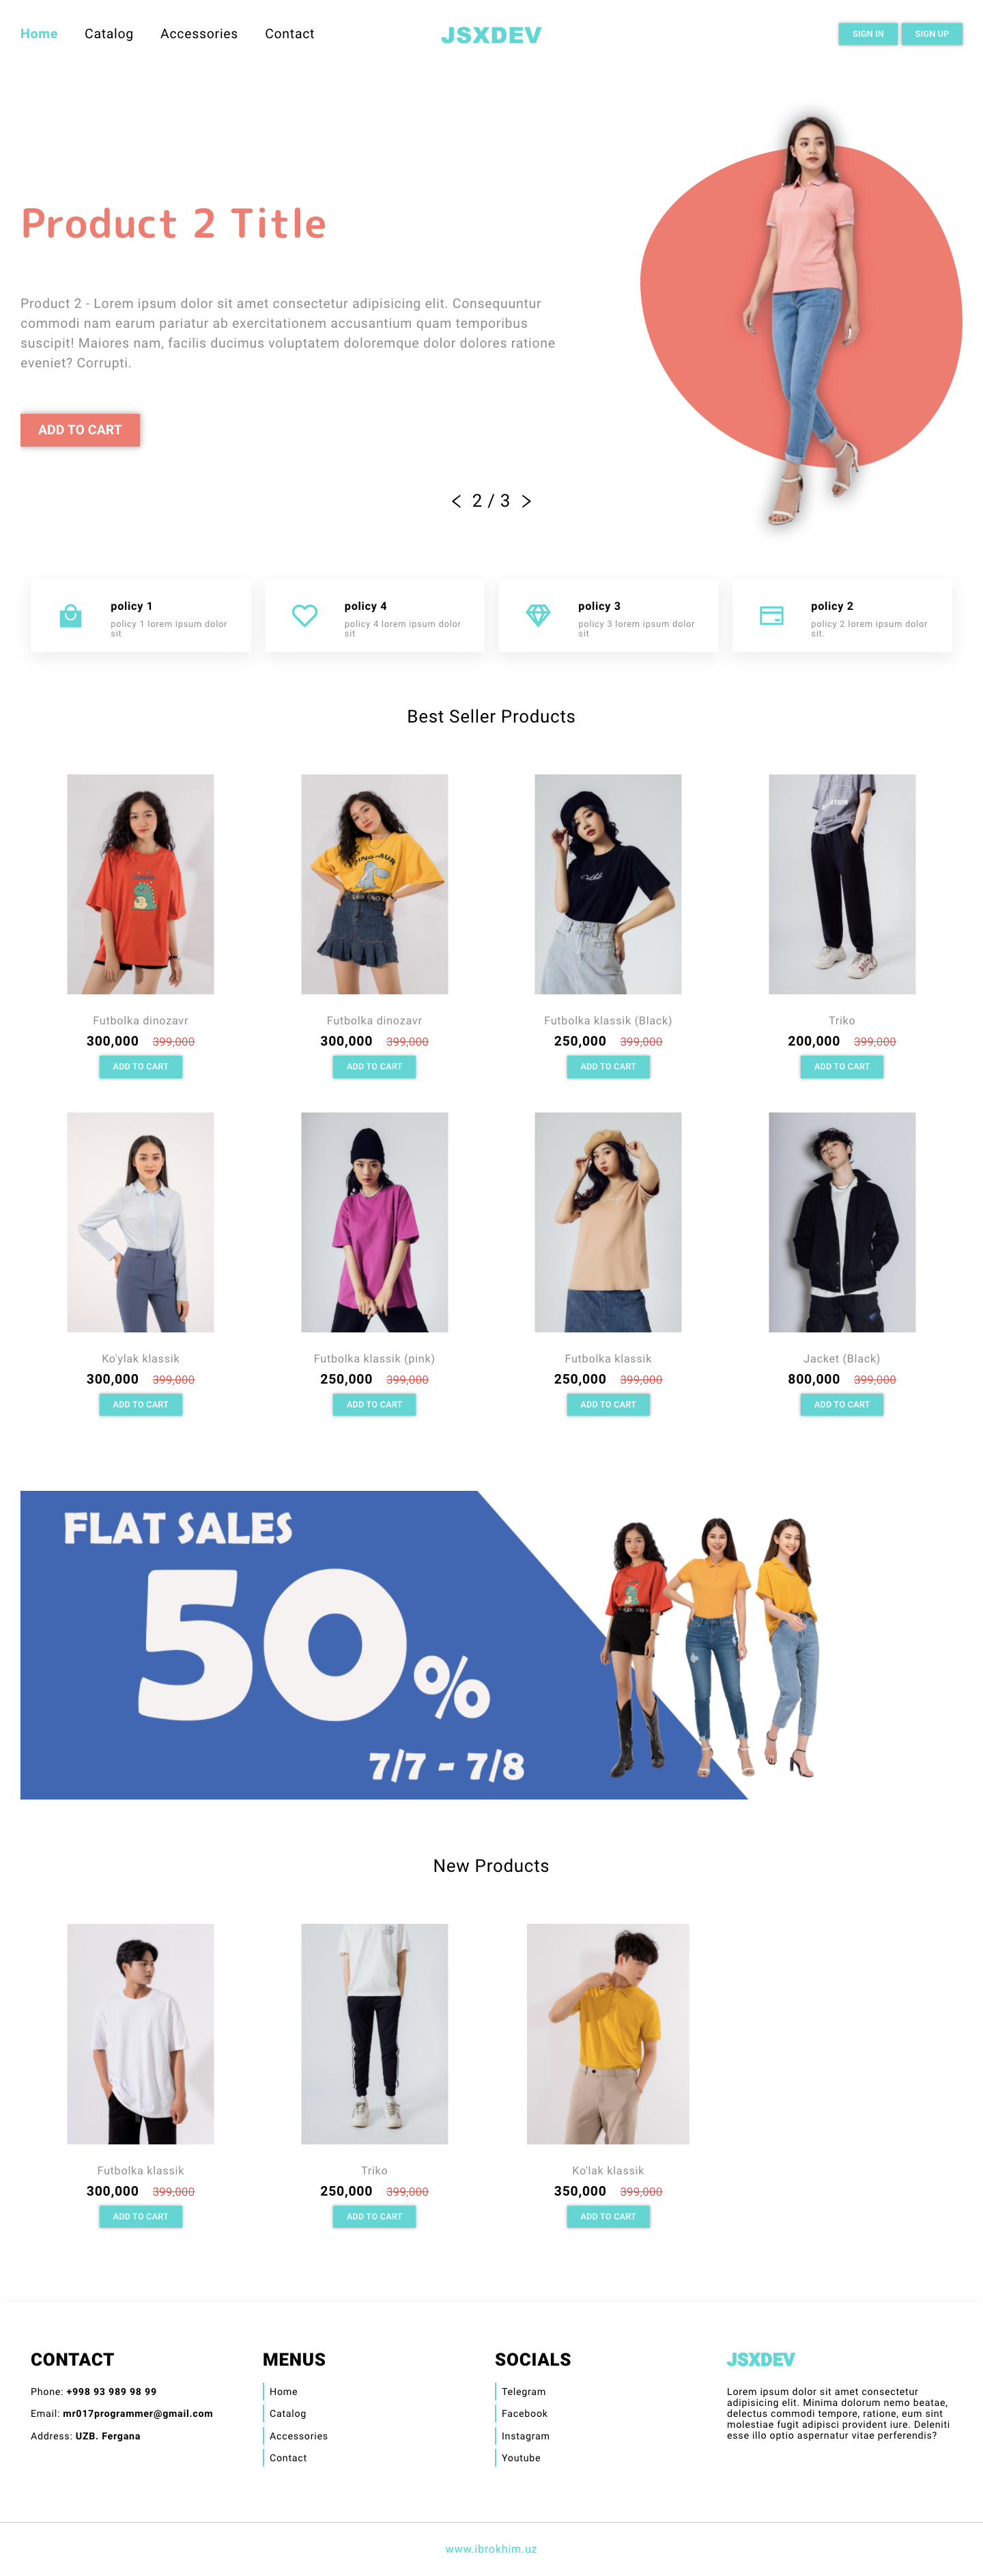 Home Catalog Accessories Contact JSXDEV SIGN IN SIGN UP
Product 2 Title
Product 2 - Lorem ipsum dolor sit amet consectetur adipisicing elit. Consequuntur
commodi nam earum pariatur ab exercitationem accusantium quam temporibus
suscipit! Maiores nam, facilis ducimus voluptatem doloremque dolor dolores ratione
eveniet? Corrupti.
ADD TO CART
< 2 / 3 >
policy 1
policy 1 lorem ipsum dolor
sit
policy 4
policy 4 lorem ipsum dolor
sit
policy 3
policy 3 lorem ipsum dolor
sit
policy 2
policy 2 lorem ipsum dolor
sit.
Best Seller Products
Futbolka dinozavr
300,000 399,000
ADD TO CART
Futbolka dinozavr
300,000 399,000
ADD TO CART
Futbolka klassik (Black)
250,000 399,000
ADD TO CART
Triko
200,000 399,000
ADD TO CART
Ko'ylak klassik
300,000 399,000
ADD TO CART
Futbolka klassik (pink)
250,000 399,000
ADD TO CART
Futbolka klassik
250,000 399,000
ADD TO CART
Jacket (Black)
800,000 399,000
ADD TO CART
FLAT SALES
50%
7/7 - 7/8
New Products
Futbolka klassik
300,000 399,000
ADD TO CART
Triko
250,000 399,000
ADD TO CART
Ko'lak klassik
350,000 399,000
ADD TO CART
CONTACT
Phone: +998 93 989 98 99
Email: mr017programmer@gmail.com
Address: UZB. Fergana
MENUS
Home
Catalog
Accessories
Contact
SOCIALS
Telegram
Facebook
Instagram
Youtube
JSXDEV
Lorem ipsum dolor sit amet consectetur
adipisicing elit. Minima dolorum nemo beatae,
delectus commodi tempore, ratione, eum sint
molestiae fugit adipisci provident iure. Deleniti
esse illo optio aspernatur vitae perferendis?
www.ibrokhim.uz